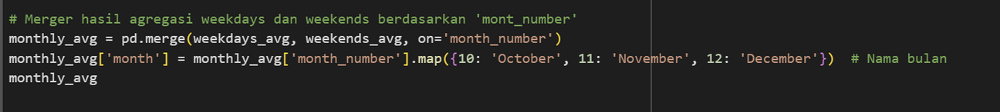 # Merger hasil agregasi weekdays dan weekends berdasarkan 'mont_number'
monthly_avg = pd.merge(weekdays_avg, weekends_avg, on='month_number')
monthly_avg['month'] = monthly_avg['month_number'].map({10: 'October', 11: 'November', 12: 'December'})  # Nama bulan
monthly_avg